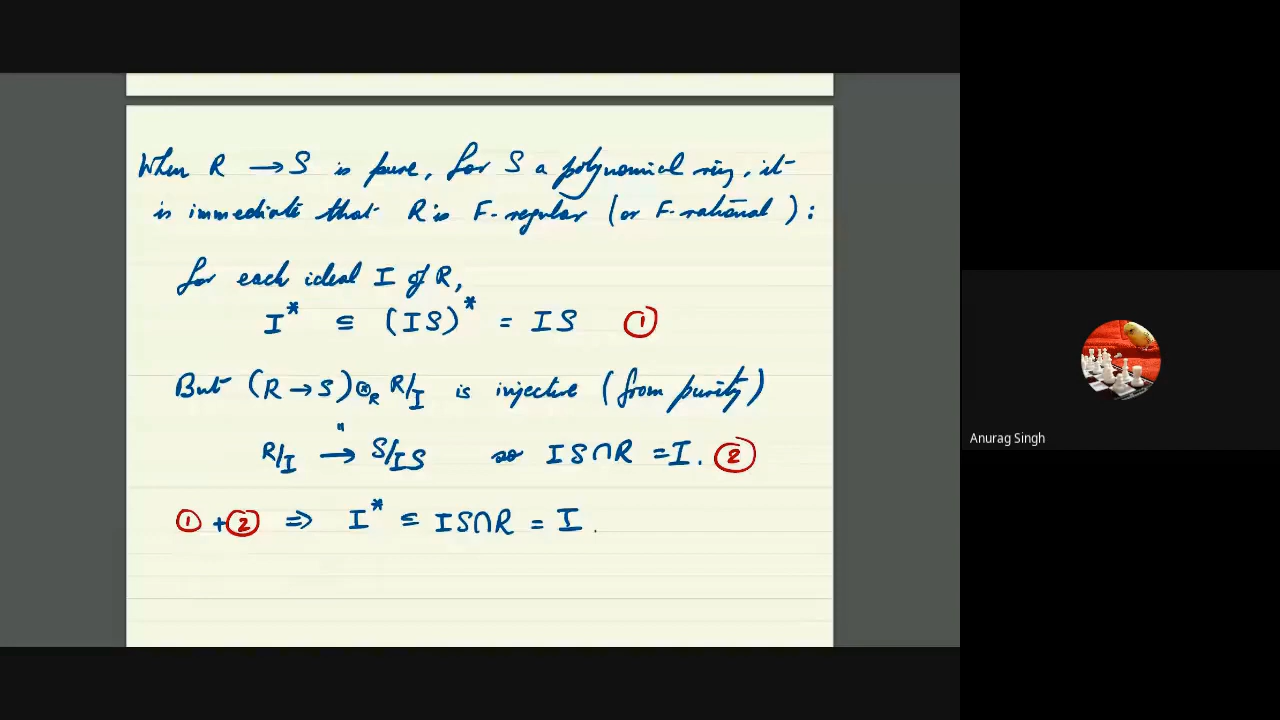 When R → S is pure, for S a polynomial ring, it
is immediate that R is F-regular (or F-rational):
for each ideal I of R,
I* ⊆ (IS)* = IS ①
But (R → S) ⊗_R R/I is injective (from purity)
"
R/I → S/IS so IS∩R = I. ②
① + ② ⇒ I* ⊆ IS∩R = I.
Anurag Singh